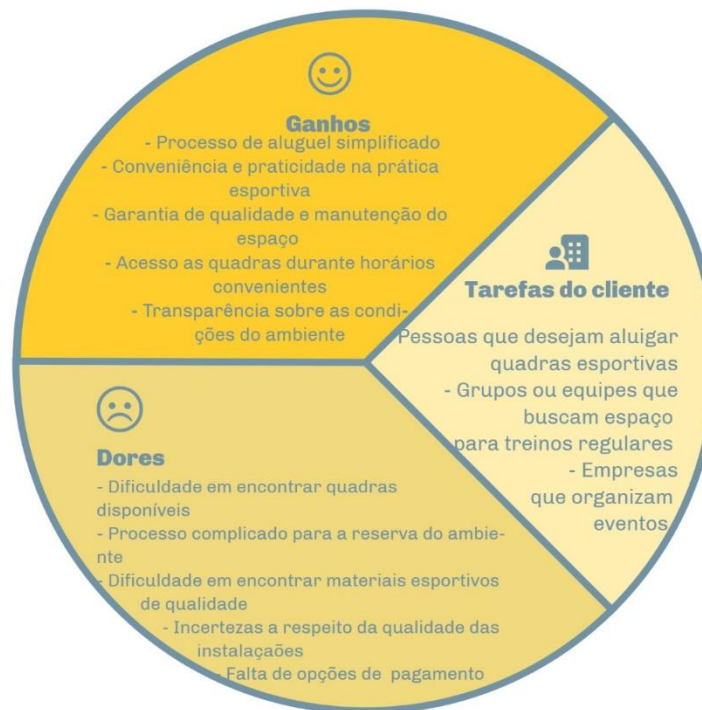 Ganhos
- Processo de aluguel simplificado
- Conveniência e praticidade na prática
esportiva
- Garantia de qualidade e manutenção do
espaço
- Acesso as quadras durante horários
convenientes
- Transparência sobre as condi-
ções do ambiente
Tarefas do cliente
Pessoas que desejam aluigar
quadras esportivas
- Grupos ou equipes que
buscam espaço
para treinos regulares
- Empresas
que organizam
eventos
Dores
- Dificuldade em encontrar quadras
disponíveis
- Processo complicado para a reserva do ambie-
nte
- Dificuldade em encontrar materiais esportivos
de qualidade
- Incertezas a respeito da qualidade das
instalaçaões
- Falta de opções de pagamento